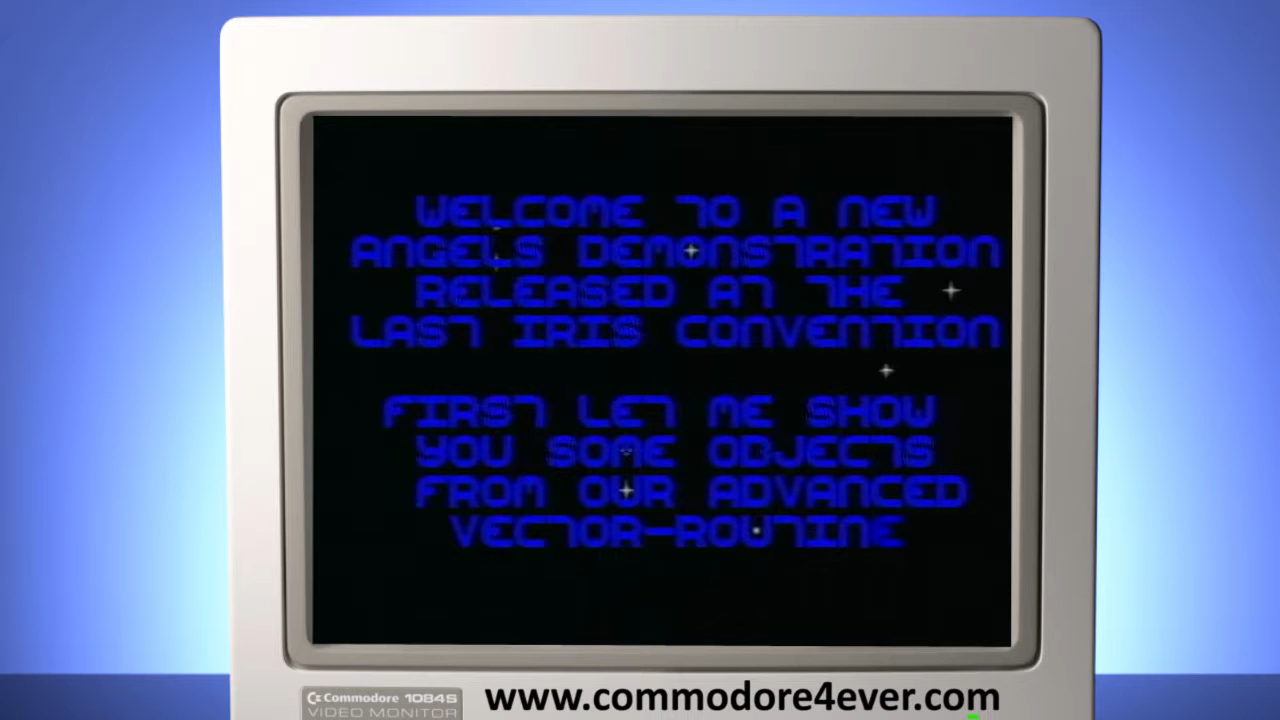 WELCOME TO A NEW
ANGELS DEMONSTRATION
RELEASED AT THE
LAST IRIS CONVENTION
FIRST LET ME SHOW
YOU SOME OBJECTS
FROM OUR ADVANCED
VECTOR-ROUTINE
Commodore 1084S
VIDEO MONITOR
www.commodore4ever.com